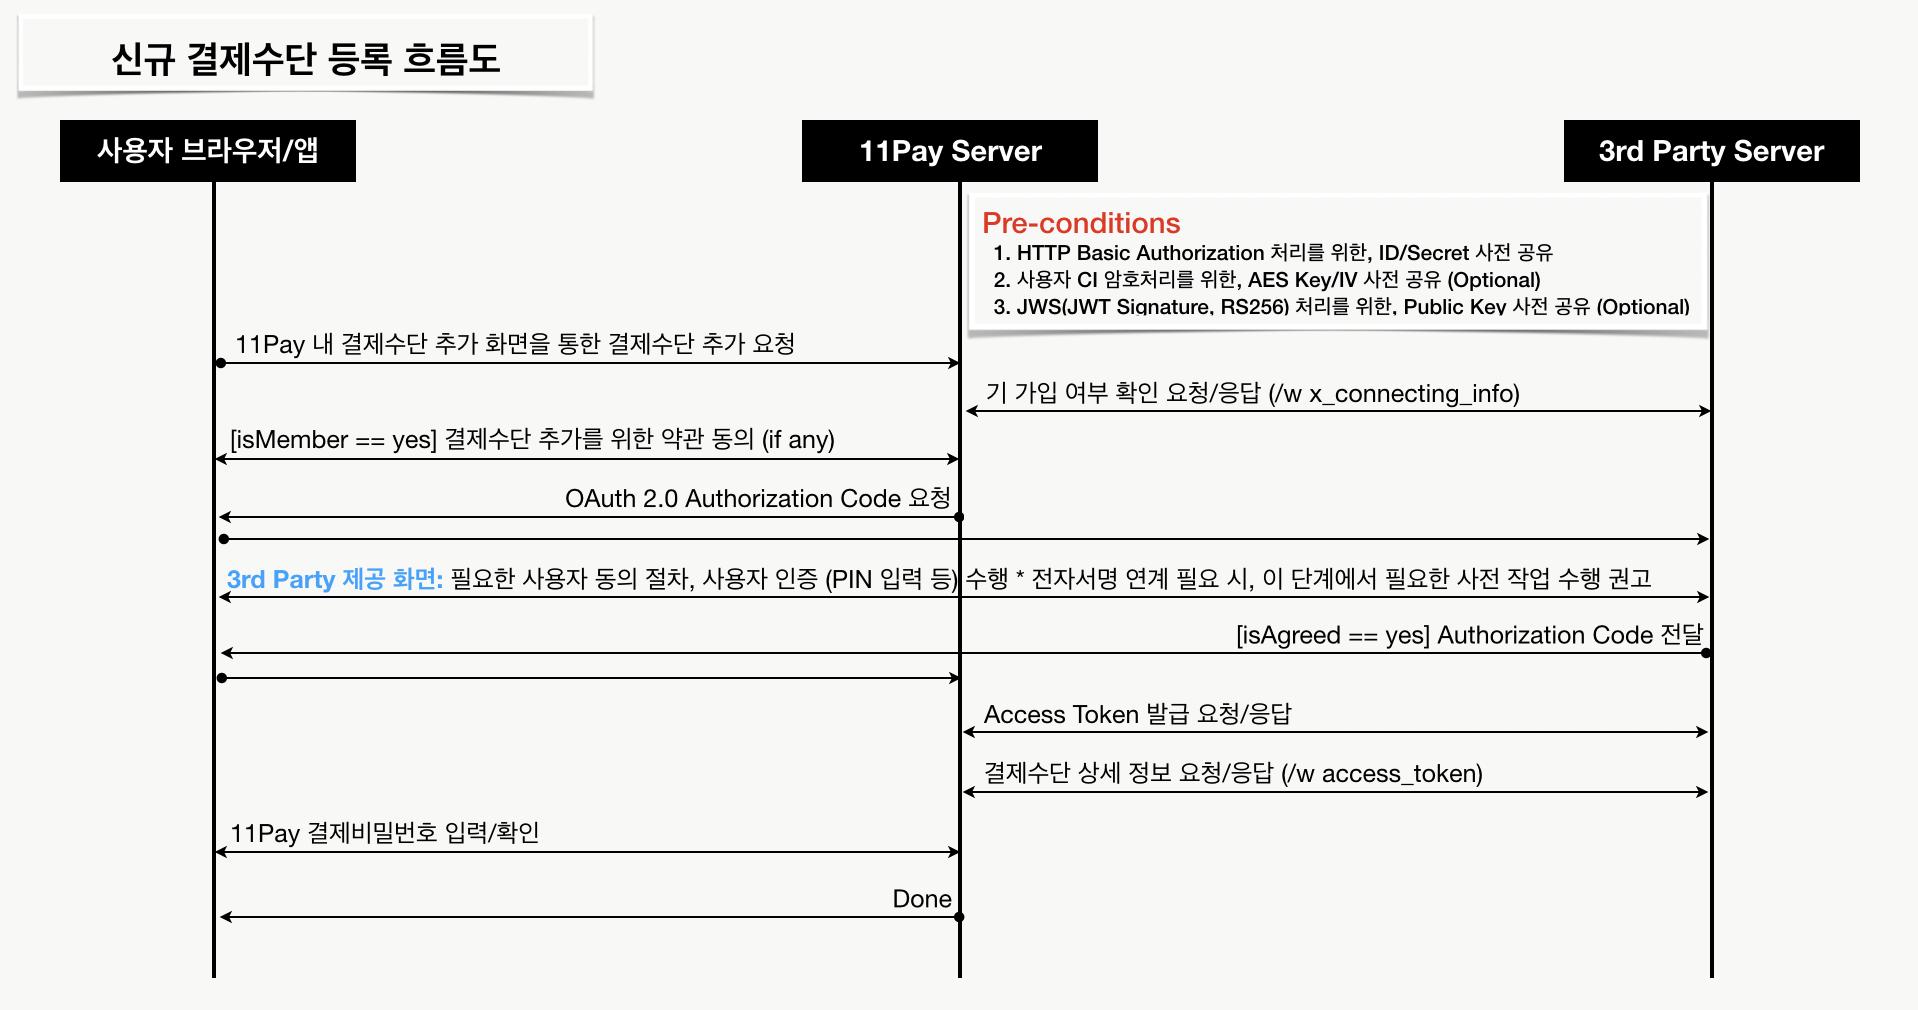 신규 결제수단 등록 흐름도
사용자 브라우저/앱
11Pay Server
3rd Party Server
Pre-conditions
1. HTTP Basic Authorization 처리를 위한, ID/Secret 사전 공유
2. 사용자 CI 암호처리를 위한, AES Key/IV 사전 공유 (Optional)
3. JWS(JWT Signature, RS256) 처리를 위한, Public Key 사전 공유 (Optional)
11Pay 내 결제수단 추가 화면을 통한 결제수단 추가 요청
기 가입 여부 확인 요청/응답 (/w x_connecting_info)
[isMember == yes] 결제수단 추가를 위한 약관 동의 (if any)
OAuth 2.0 Authorization Code 요청
3rd Party 제공 화면: 필요한 사용자 동의 절차, 사용자 인증 (PIN 입력 등) 수행 * 전자서명 연계 필요 시, 이 단계에서 필요한 사전 작업 수행 권고
[isAgreed == yes] Authorization Code 전달
Access Token 발급 요청/응답
결제수단 상세 정보 요청/응답 (/w access_token)
11Pay 결제비밀번호 입력/확인
Done